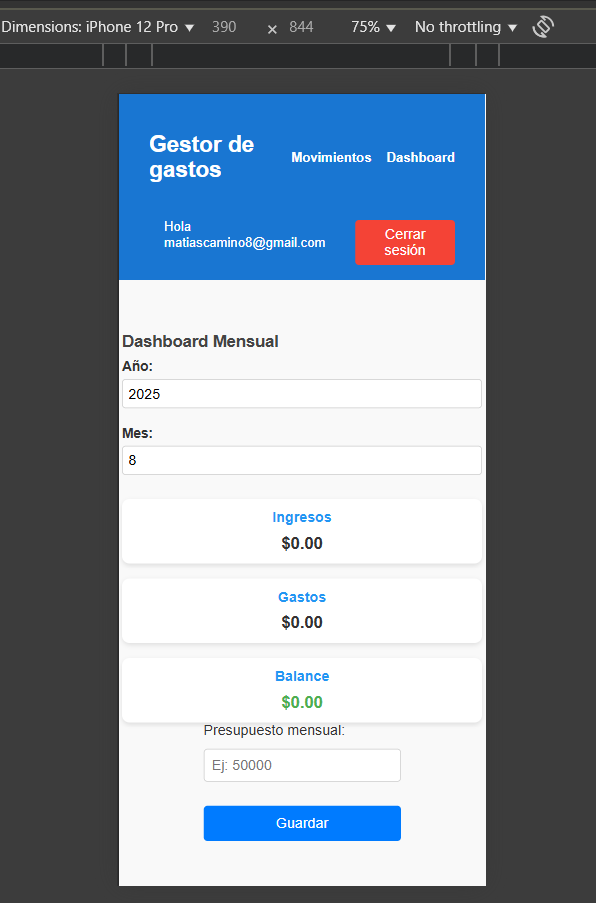 Dimensions: iPhone 12 Pro ▼ 390 × 844 75% ▼ No throttling ▼
Gestor de
gastos
Movimientos Dashboard
Hola
matiascamino8@gmail.com
Cerrar
sesión
Dashboard Mensual
Año:
2025
Mes:
8
Ingresos
$0.00
Gastos
$0.00
Balance
$0.00
Presupuesto mensual:
Ej: 50000
Guardar